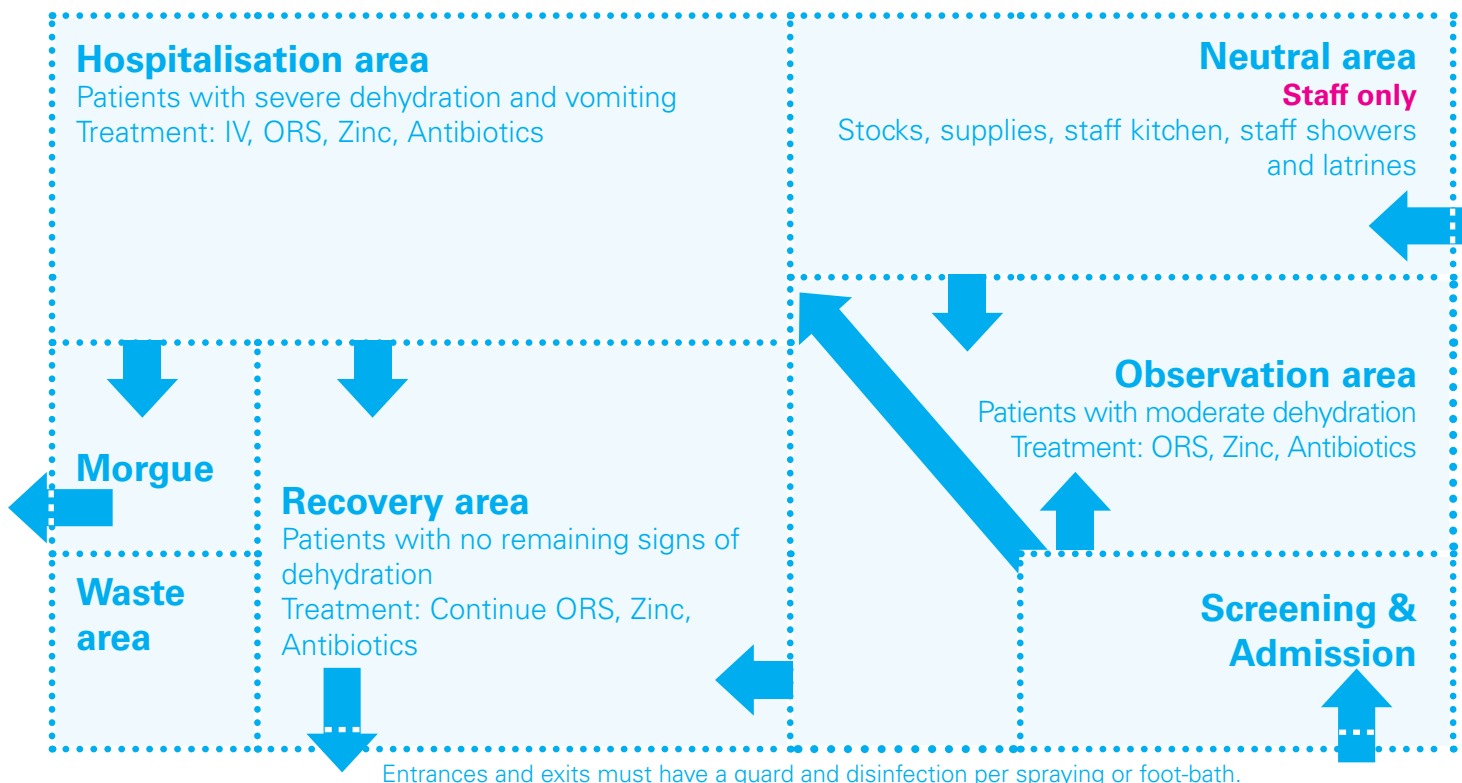 Hospitalisation area
Patients with severe dehydration and vomiting
Treatment: IV, ORS, Zinc, Antibiotics
Neutral area
Staff only
Stocks, supplies, staff kitchen, staff showers
and latrines
Observation area
Patients with moderate dehydration
Treatment: ORS, Zinc, Antibiotics
Morgue
Recovery area
Patients with no remaining signs of
dehydration
Treatment: Continue ORS, Zinc,
Antibiotics
Waste
area
Screening &
Admission
Entrances and exits must have a guard and disinfection per spraying or foot-bath.